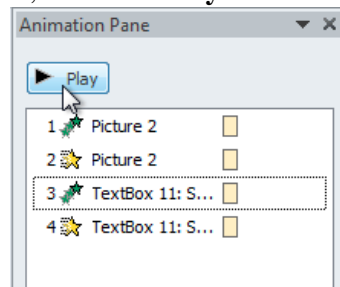 Animation Pane
Play
1 Picture 2
2 Picture 2
3 TextBox 11: S...
4 TextBox 11: S...